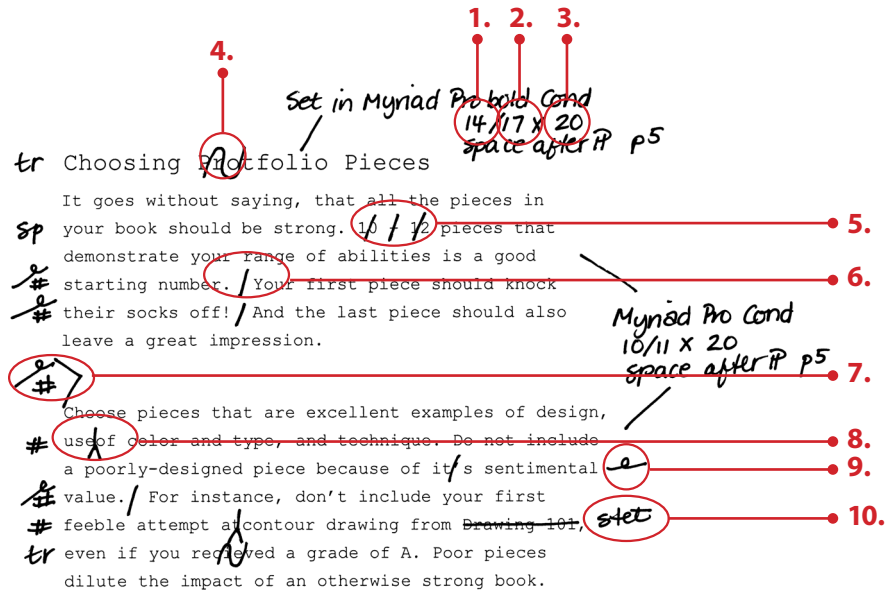 1. 2. 3.
4.
Set in Myriad Pro bold Cond
14/17 x 20
space after ¶ p5
tr Choosing Protfolio Pieces
It goes without saying, that all the pieces in
sp your book should be strong. 10 - 12 pieces that 5.
demonstrate your range of abilities is a good
# starting number. Your first piece should knock 6.
# their socks off! And the last piece should also
leave a great impression.
Myriad Pro Cond
10/11 x 20
space after ¶ p5
# 7.
Choose pieces that are excellent examples of design,
# useof color and type, and technique. Do not include 8.
a poorly-designed piece because of it's sentimental 9.
# value. For instance, don't include your first
# feeble attempt atcontour drawing from Drawing 101, stet 10.
tr even if you recieved a grade of A. Poor pieces
dilute the impact of an otherwise strong book.